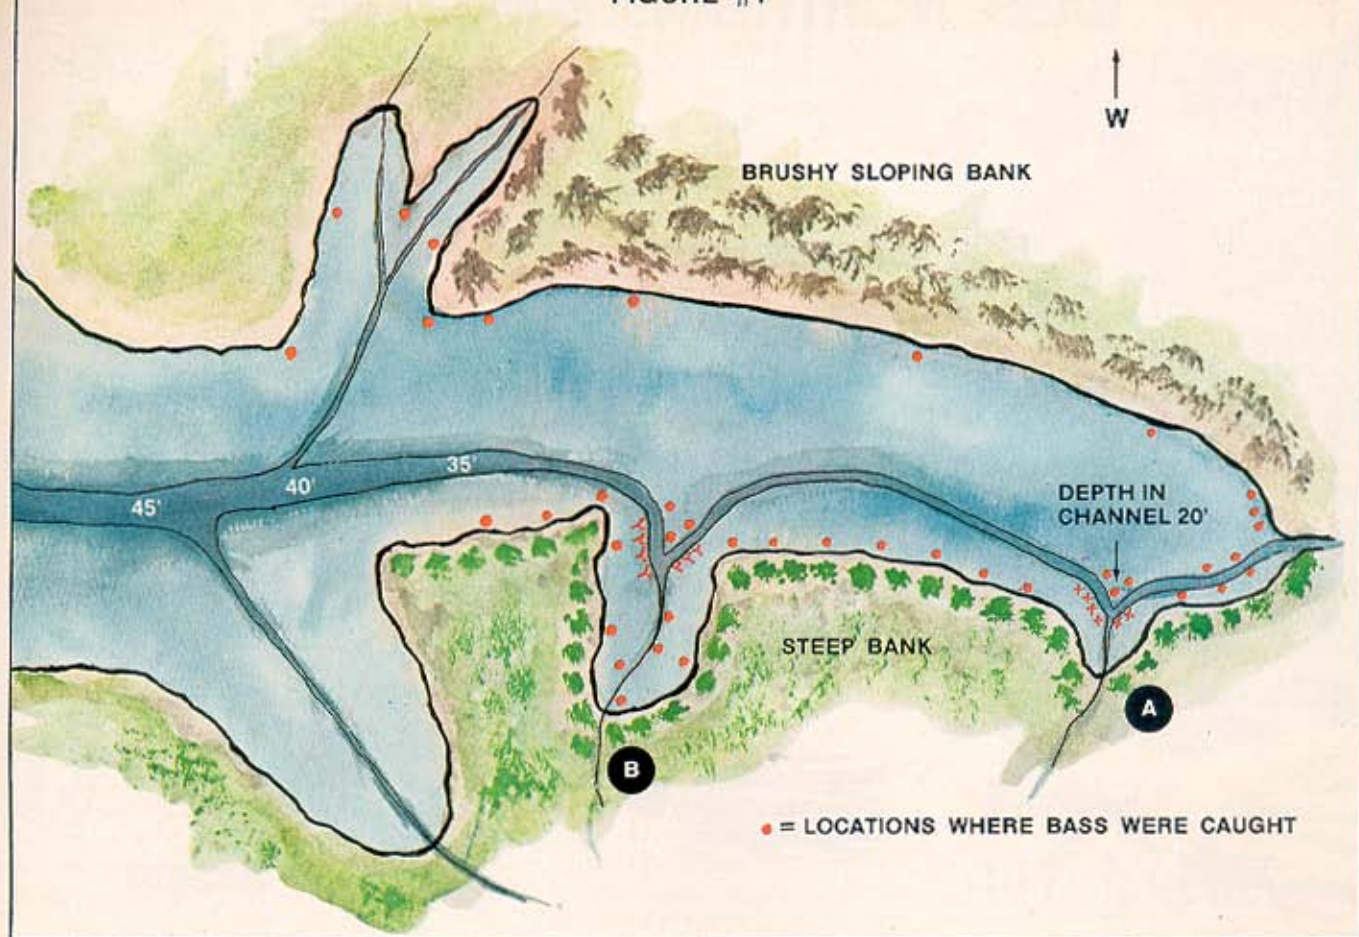 W
BRUSHY SLOPING BANK
35'
40'
45'
DEPTH IN
CHANNEL 20'
STEEP BANK
A
B
= LOCATIONS WHERE BASS WERE CAUGHT